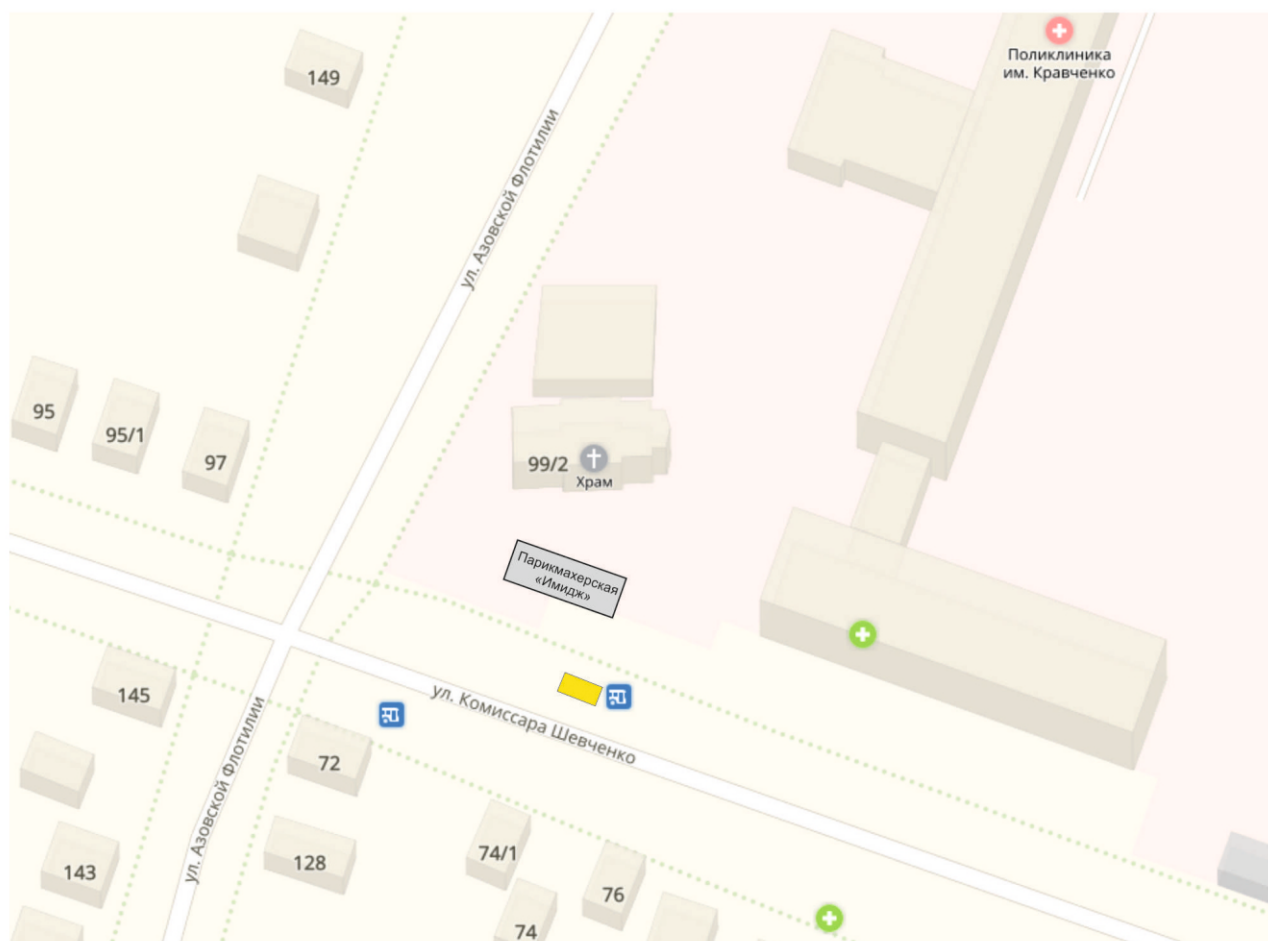 Поликлиника
им. Кравченко
149
ул. Азовской Флотилии
95
95/1
97
99/2
Храм
Парикмахерская
«Имидж»
145
ул. Комиссара Шевченко
72
ул. Азовской Флотилии
128
74/1
143
76
74